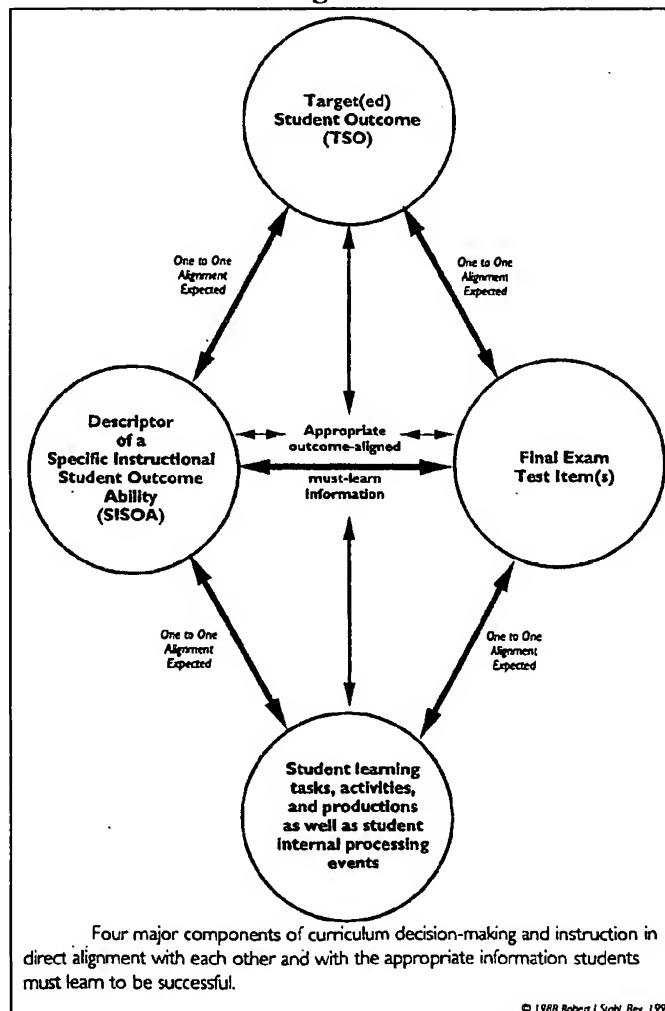 Target(ed)
Student Outcome
(TSO)
One to One
Alignment
Expected
One to One
Alignment
Expected
Descriptor
of a
Specific Instructional
Student Outcome
Ability
(SISOA)
Appropriate
outcome-aligned
must-learn
information
Final Exam
Test Item(s)
One to One
Alignment
Expected
One to One
Alignment
Expected
Student learning
tasks, activities,
and productions
as well as student
internal processing
events
Four major components of curriculum decision-making and instruction in
direct alignment with each other and with the appropriate information students
must learn to be successful.
© 1988 Robert J Stahl. Rev.